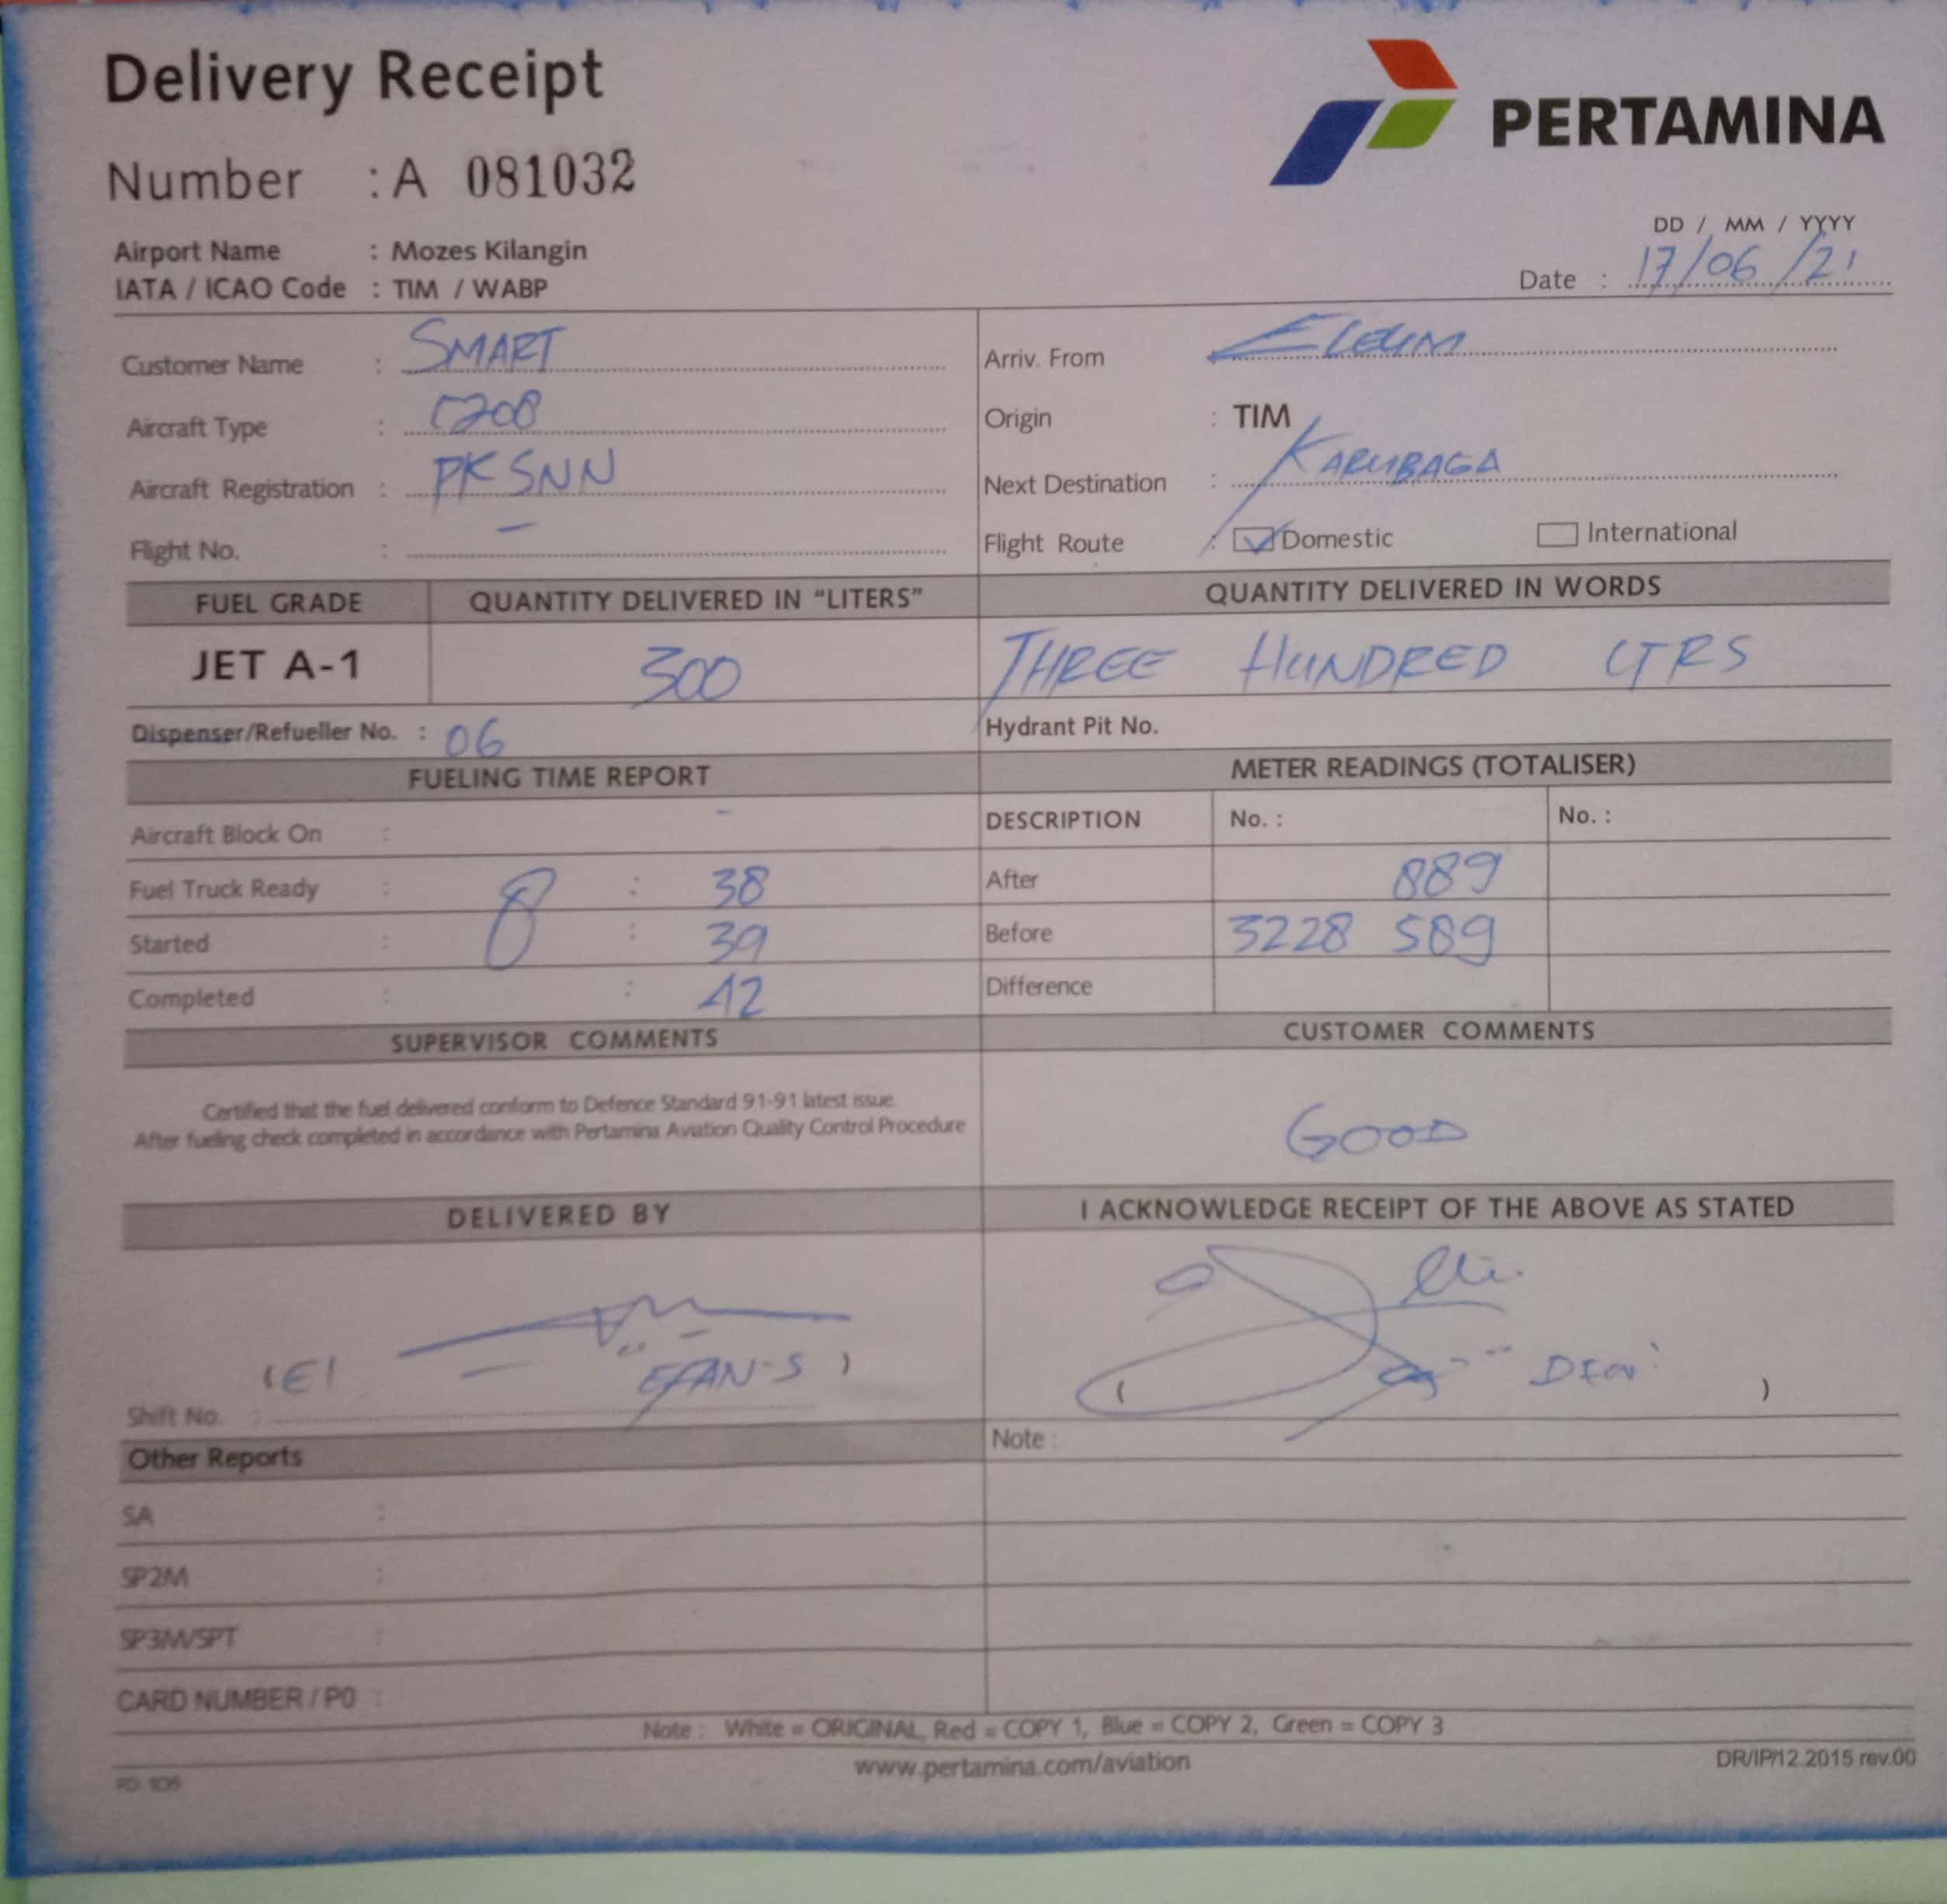 Delivery Receipt
PERTAMINA
Number : A 081032
Airport Name : Mozes Kilangin
IATA / ICAO Code : TIM / WABP
DD / MM / YYYY
Date : 17/06/21
Customer Name : SMART
Aircraft Type : C208
Aircraft Registration : PK SNN
Flight No. : –
Arriv. From
Origin : TIM
Next Destination : KARUBAGA
Flight Route : Domestic International
FUEL GRADE QUANTITY DELIVERED IN "LITERS" QUANTITY DELIVERED IN WORDS
JET A-1 300 THREE HUNDRED LTRS
Dispenser/Refueller No. : 06 Hydrant Pit No.
FUELING TIME REPORT
Aircraft Block On : –
Fuel Truck Ready : 8 : 38
Started : : 39
Completed : : 42
METER READINGS (TOTALISER)
DESCRIPTION No. : No. :
After 889
Before 3228 589
Difference
SUPERVISOR COMMENTS
Certified that the fuel delivered conform to Defence Standard 91-91 latest issue.
After fueling check completed in accordance with Pertamina Aviation Quality Control Procedure
CUSTOMER COMMENTS
GOOD
DELIVERED BY
EFAN.S )
Shift No. :
I ACKNOWLEDGE RECEIPT OF THE ABOVE AS STATED
( )
Other Reports
SA :
SP2M :
SP3M/SPT :
CARD NUMBER / PO :
Note :
Note : White = ORIGINAL, Red = COPY 1, Blue = COPY 2, Green = COPY 3
www.pertamina.com/aviation
DR/IP/12.2015 rev.00